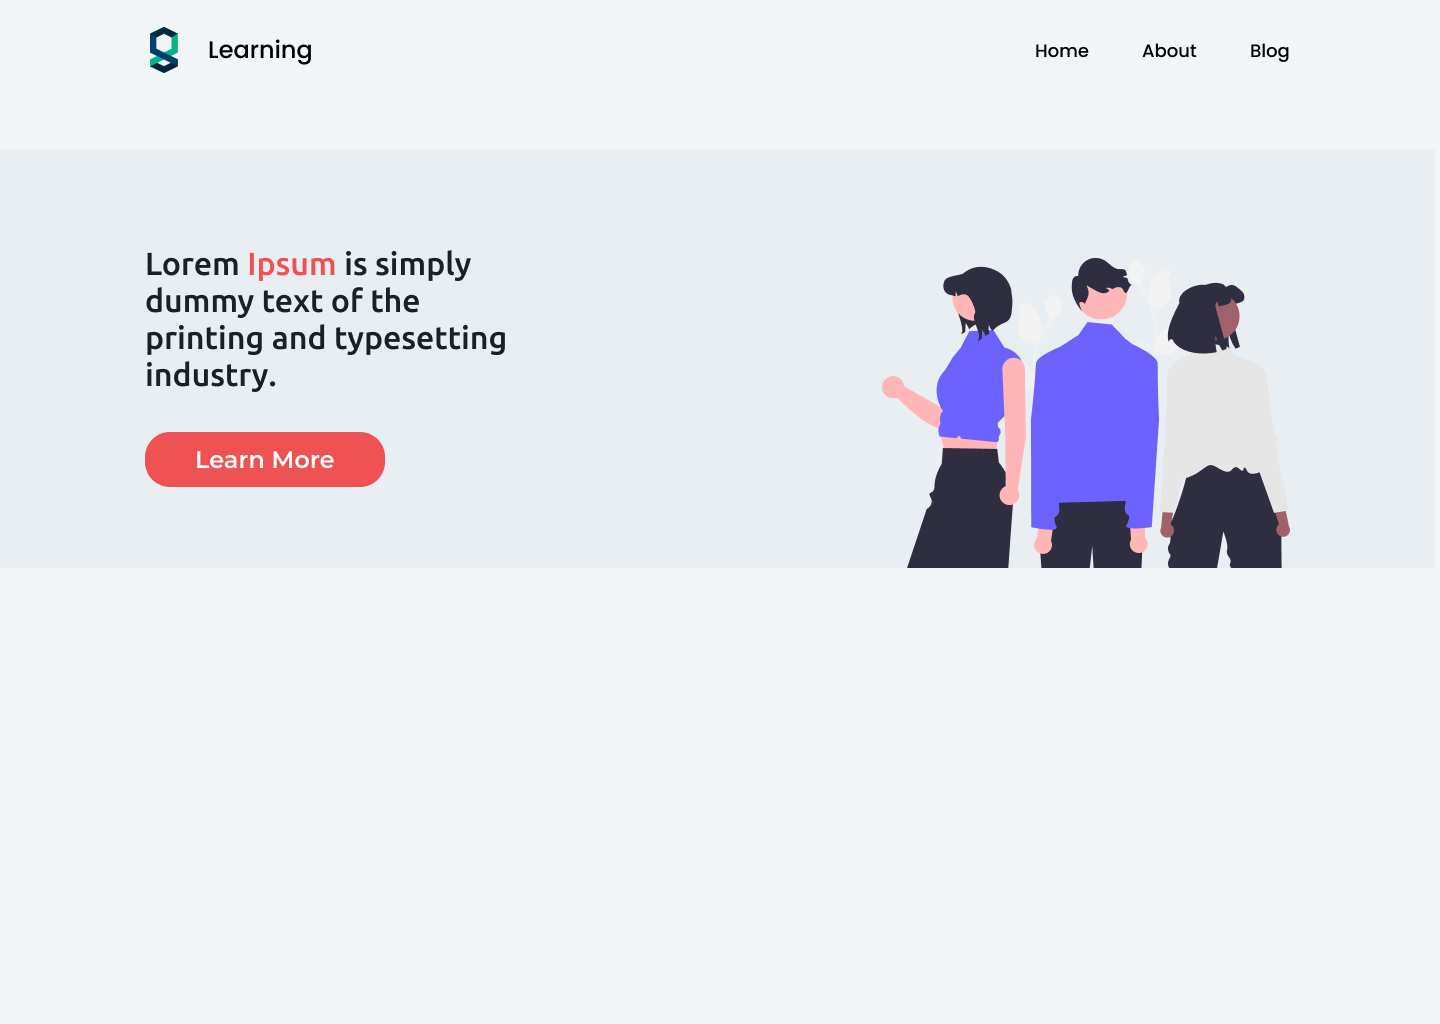 Learning
Home About Blog
Lorem Ipsum is simply
dummy text of the
printing and typesetting
industry.
Learn More